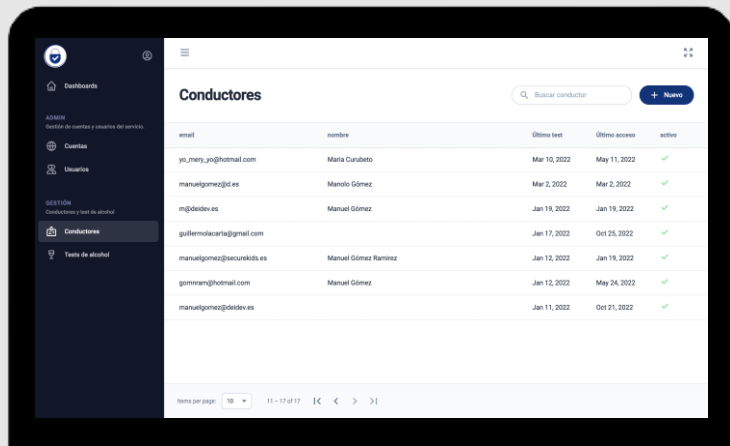 Dashboards
ADMIN
Gestión de cuentas y usuarios del servicio.
Cuentas
Usuarios
GESTIÓN
Conductores y test de alcohol
Conductores
Tests de alcohol
Conductores
Buscar conductor
+ Nuevo
email nombre Último test Último acceso activo
yo_mery_yo@hotmail.com Maria Curubeto Mar 10, 2022 May 11, 2022
manuelgomez@d.es Manolo Gómez Mar 2, 2022 Mar 2, 2022
m@deidev.es Manuel Gómez Jan 19, 2022 Jan 19, 2022
guillermolacarta@gmail.com Jan 17, 2022 Oct 25, 2022
manuelgomez@securekids.es Manuel Gómez Ramirez Jan 12, 2022 Jan 19, 2022
gomnram@hotmail.com Manuel Gómez Jan 12, 2022 May 24, 2022
manuelgomez@deidev.es Jan 11, 2022 Oct 21, 2022
Items per page: 10 11 – 17 of 17